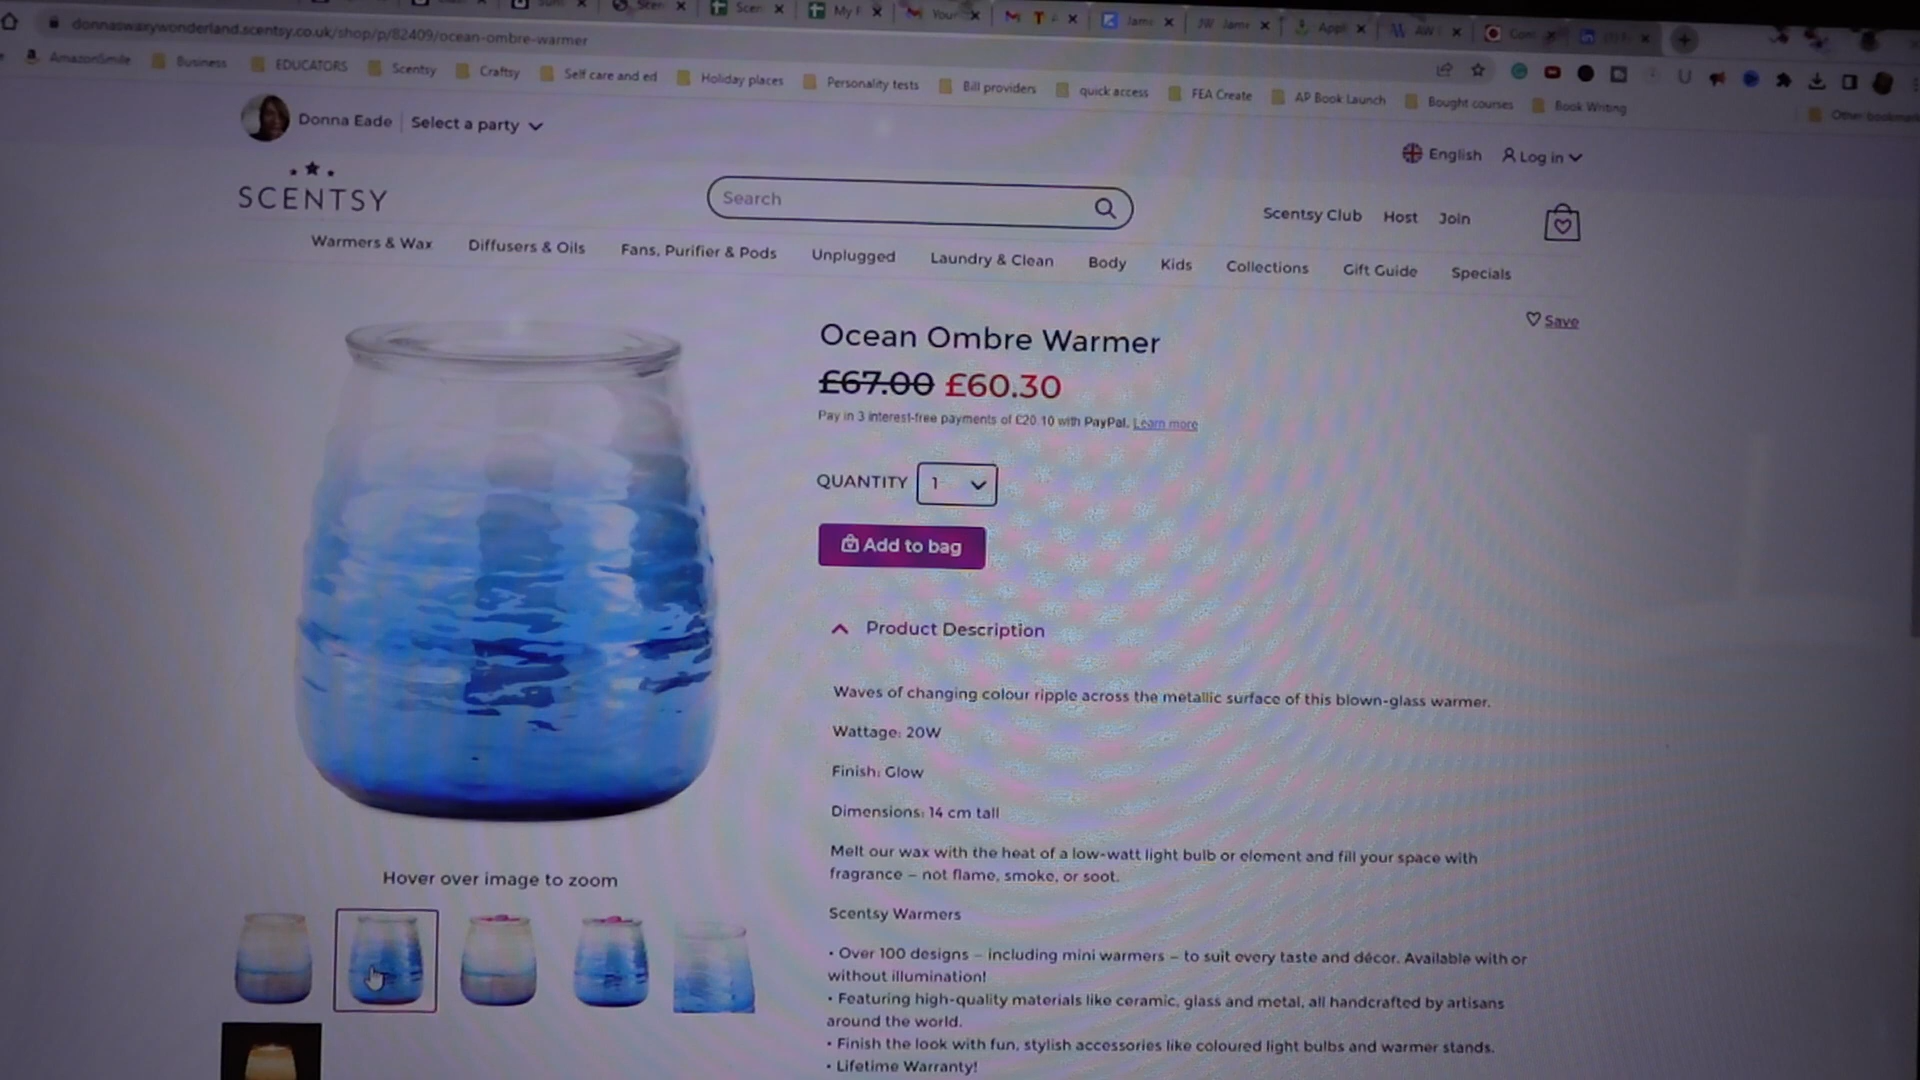 donnaswaxywonderland.scentsy.co.uk/shop/p/82409/ocean-ombre-warmer
AmazonSmile Business EDUCATORS Scentsy Craftsy Self care and ed Holiday places Personality tests Bill providers quick access FEA Create AP Book Launch Bought courses Book Writing Other bookmar
Donna Eade Select a party
English Log in
SCENTSY
Search
Scentsy Club Host Join
Warmers & Wax Diffusers & Oils Fans, Purifier & Pods Unplugged Laundry & Clean Body Kids Collections Gift Guide Specials
Save
Ocean Ombre Warmer
£67.00 £60.30
Pay in 3 interest-free payments of £20.10 with PayPal. Learn more
QUANTITY 1
Add to bag
Product Description
Waves of changing colour ripple across the metallic surface of this blown-glass warmer.
Wattage: 20W
Finish: Glow
Dimensions: 14 cm tall
Melt our wax with the heat of a low-watt light bulb or element and fill your space with
fragrance – not flame, smoke, or soot.
Scentsy Warmers
• Over 100 designs – including mini warmers – to suit every taste and décor. Available with or
without illumination!
• Featuring high-quality materials like ceramic, glass and metal, all handcrafted by artisans
around the world.
• Finish the look with fun, stylish accessories like coloured light bulbs and warmer stands.
• Lifetime Warranty!
Hover over image to zoom